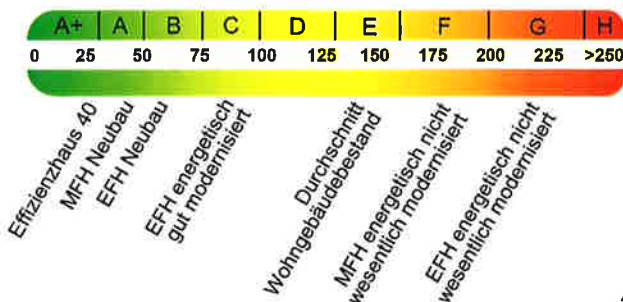 A+ A B C D E F G H
0 25 50 75 100 125 150 175 200 225 >250
Effizienzhaus 40
MFH Neubau
EFH Neubau
EFH energetisch
gut modernisiert
Durchschnitt
Wohngebäudebestand
MFH energetisch nicht
wesentlich modernisiert
EFH energetisch nicht
wesentlich modernisiert